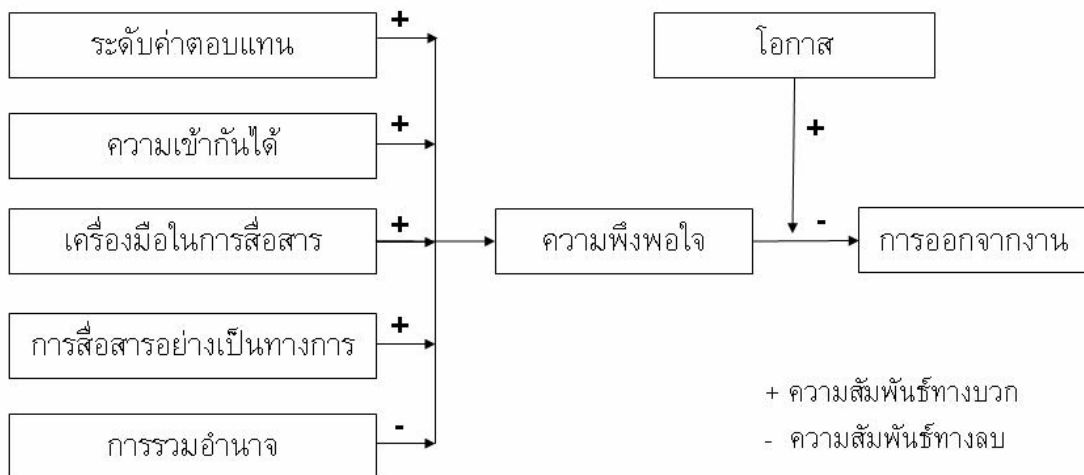 ระดับค่าตอบแทน
+
ความเข้ากันได้
+
เครื่องมือในการสื่อสาร
+
การสื่อสารอย่างเป็นทางการ
+
การรวมอำนาจ
-
ความพึงพอใจ
โอกาส
+
-
การออกจากงาน
+ ความสัมพันธ์ทางบวก
- ความสัมพันธ์ทางลบ